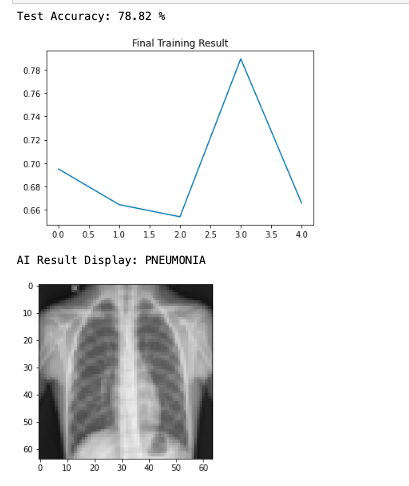 Test Accuracy: 78.82 %
Final Training Result
0.78
0.76
0.74
0.72
0.70
0.68
0.66
0.0 0.5 1.0 1.5 2.0 2.5 3.0 3.5 4.0
AI Result Display: PNEUMONIA
0
10
20
30
40
50
60
0 10 20 30 40 50 60